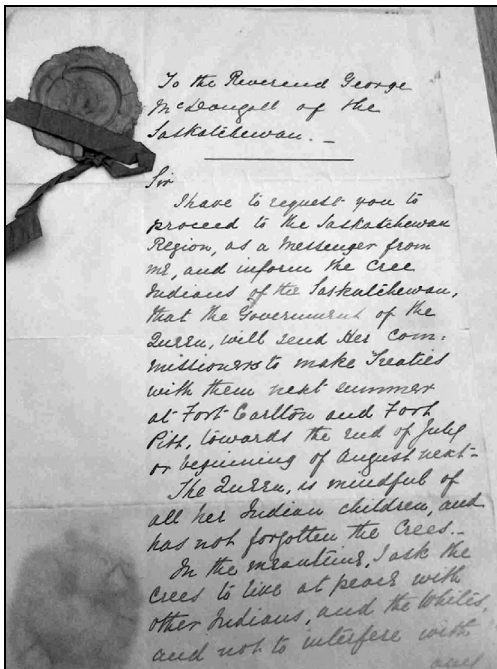 To the Reverend George
McDougall of the
Saskatchewan. –
Sir
I have to request you to
proceed to the Saskatchewan
Region, as a Messenger from
me, and inform the Cree
Indians of the Saskatchewan,
that the Government of the
Queen, will send Her Com:
missioners to make Treaties
with them next summer
at Fort Carlton and Fort
Pitt, towards the end of July
or beginning of August next–
The Queen, is mindful of
all her Indian children, and
has not forgotten the Crees.–
In the meantime, I ask the
Crees to live at peace with
other Indians, and the Whites,
and not to interfere with
any